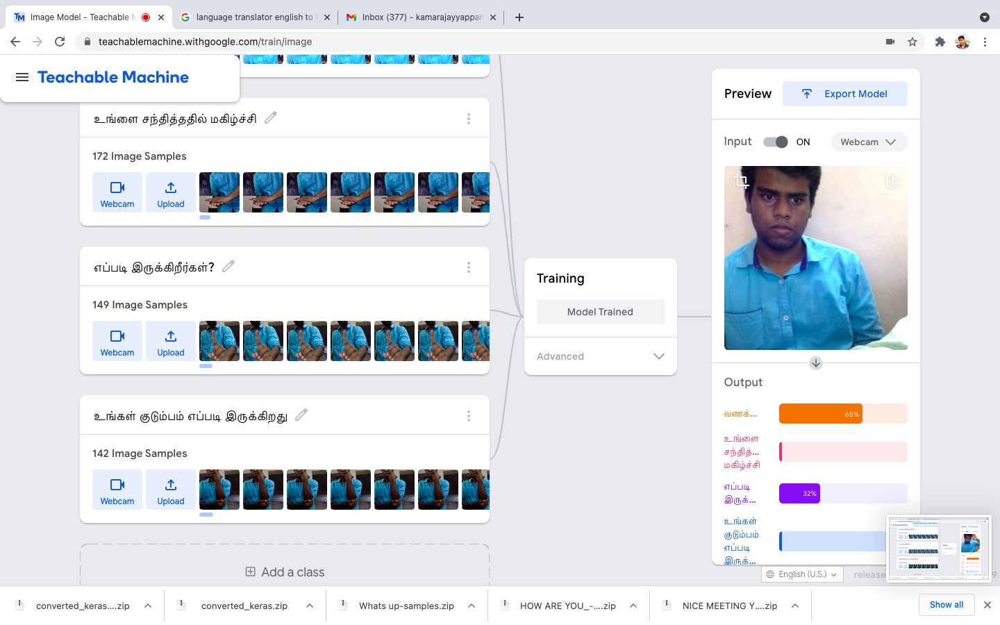 Image Model - Teachable M
language translator english to t
Inbox (377) - kamarajayyappan
teachablemachine.withgoogle.com/train/image
Teachable Machine
உங்ளை சந்தித்ததில் மகிழ்ச்சி
172 Image Samples
Webcam
Upload
எப்படி இருக்கிறீர்கள்?
149 Image Samples
Webcam
Upload
உங்கள் குடும்பம் எப்படி இருக்கிறது
142 Image Samples
Webcam
Upload
Add a class
Training
Model Trained
Advanced
Preview
Export Model
Input
ON
Webcam
Output
வணக்...
65%
உங்ளை
சந்தித்...
மகிழ்ச்சி
எப்படி
இருக்...
32%
உங்கள்
குடும்பம்
எப்படி
இருக்...
English (U.S.)
release
9
converted_keras....zip
converted_keras.zip
Whats up-samples.zip
HOW ARE YOU_-....zip
NICE MEETING Y....zip
Show all